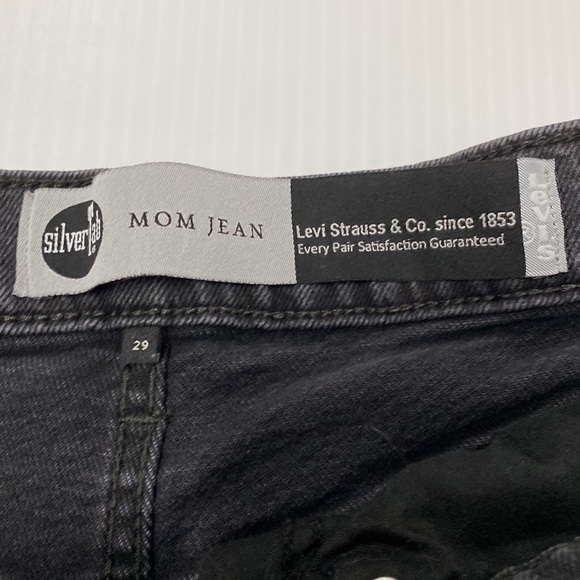 silvertab
MOM JEAN
Levi Strauss & Co. since 1853
Every Pair Satisfaction Guaranteed
Levi's
29